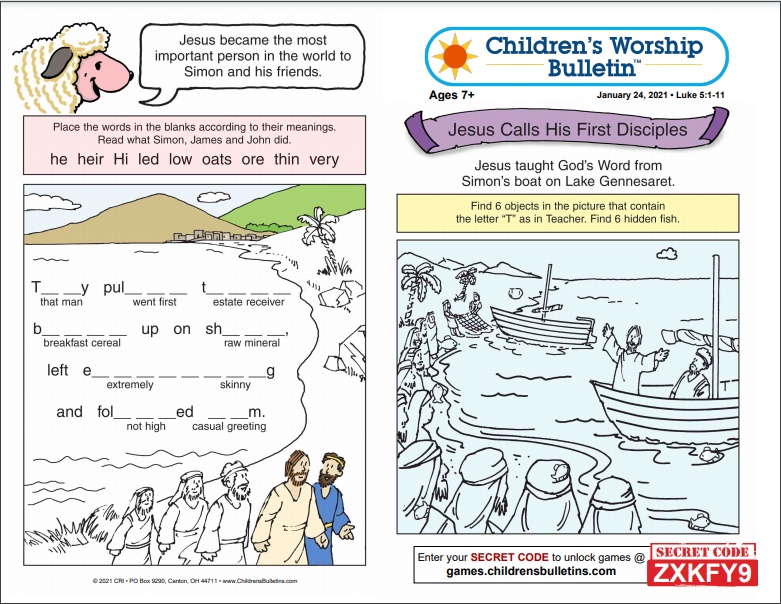 Jesus became the most
important person in the world to
Simon and his friends.
Place the words in the blanks according to their meanings.
Read what Simon, James and John did.
he heir Hi led low oats ore thin very
T__ __y pul__ __ __ t__ __ __ __
that man went first estate receiver
b__ __ __ __ up on sh__ __ __,
breakfast cereal raw mineral
left e__ __ __ __ __ __ __ __g
extremely skinny
and fol__ __ __ed __ __m.
not high casual greeting
© 2021 CRI • PO Box 9290, Canton, OH 44711 • www.ChildrensBulletins.com
Children's Worship
Bulletin™
Ages 7+ January 24, 2021 • Luke 5:1-11
Jesus Calls His First Disciples
Jesus taught God's Word from
Simon's boat on Lake Gennesaret.
Find 6 objects in the picture that contain
the letter "T" as in Teacher. Find 6 hidden fish.
Enter your SECRET CODE to unlock games @
games.childrensbulletins.com
SECRET CODE
ZXKFY9